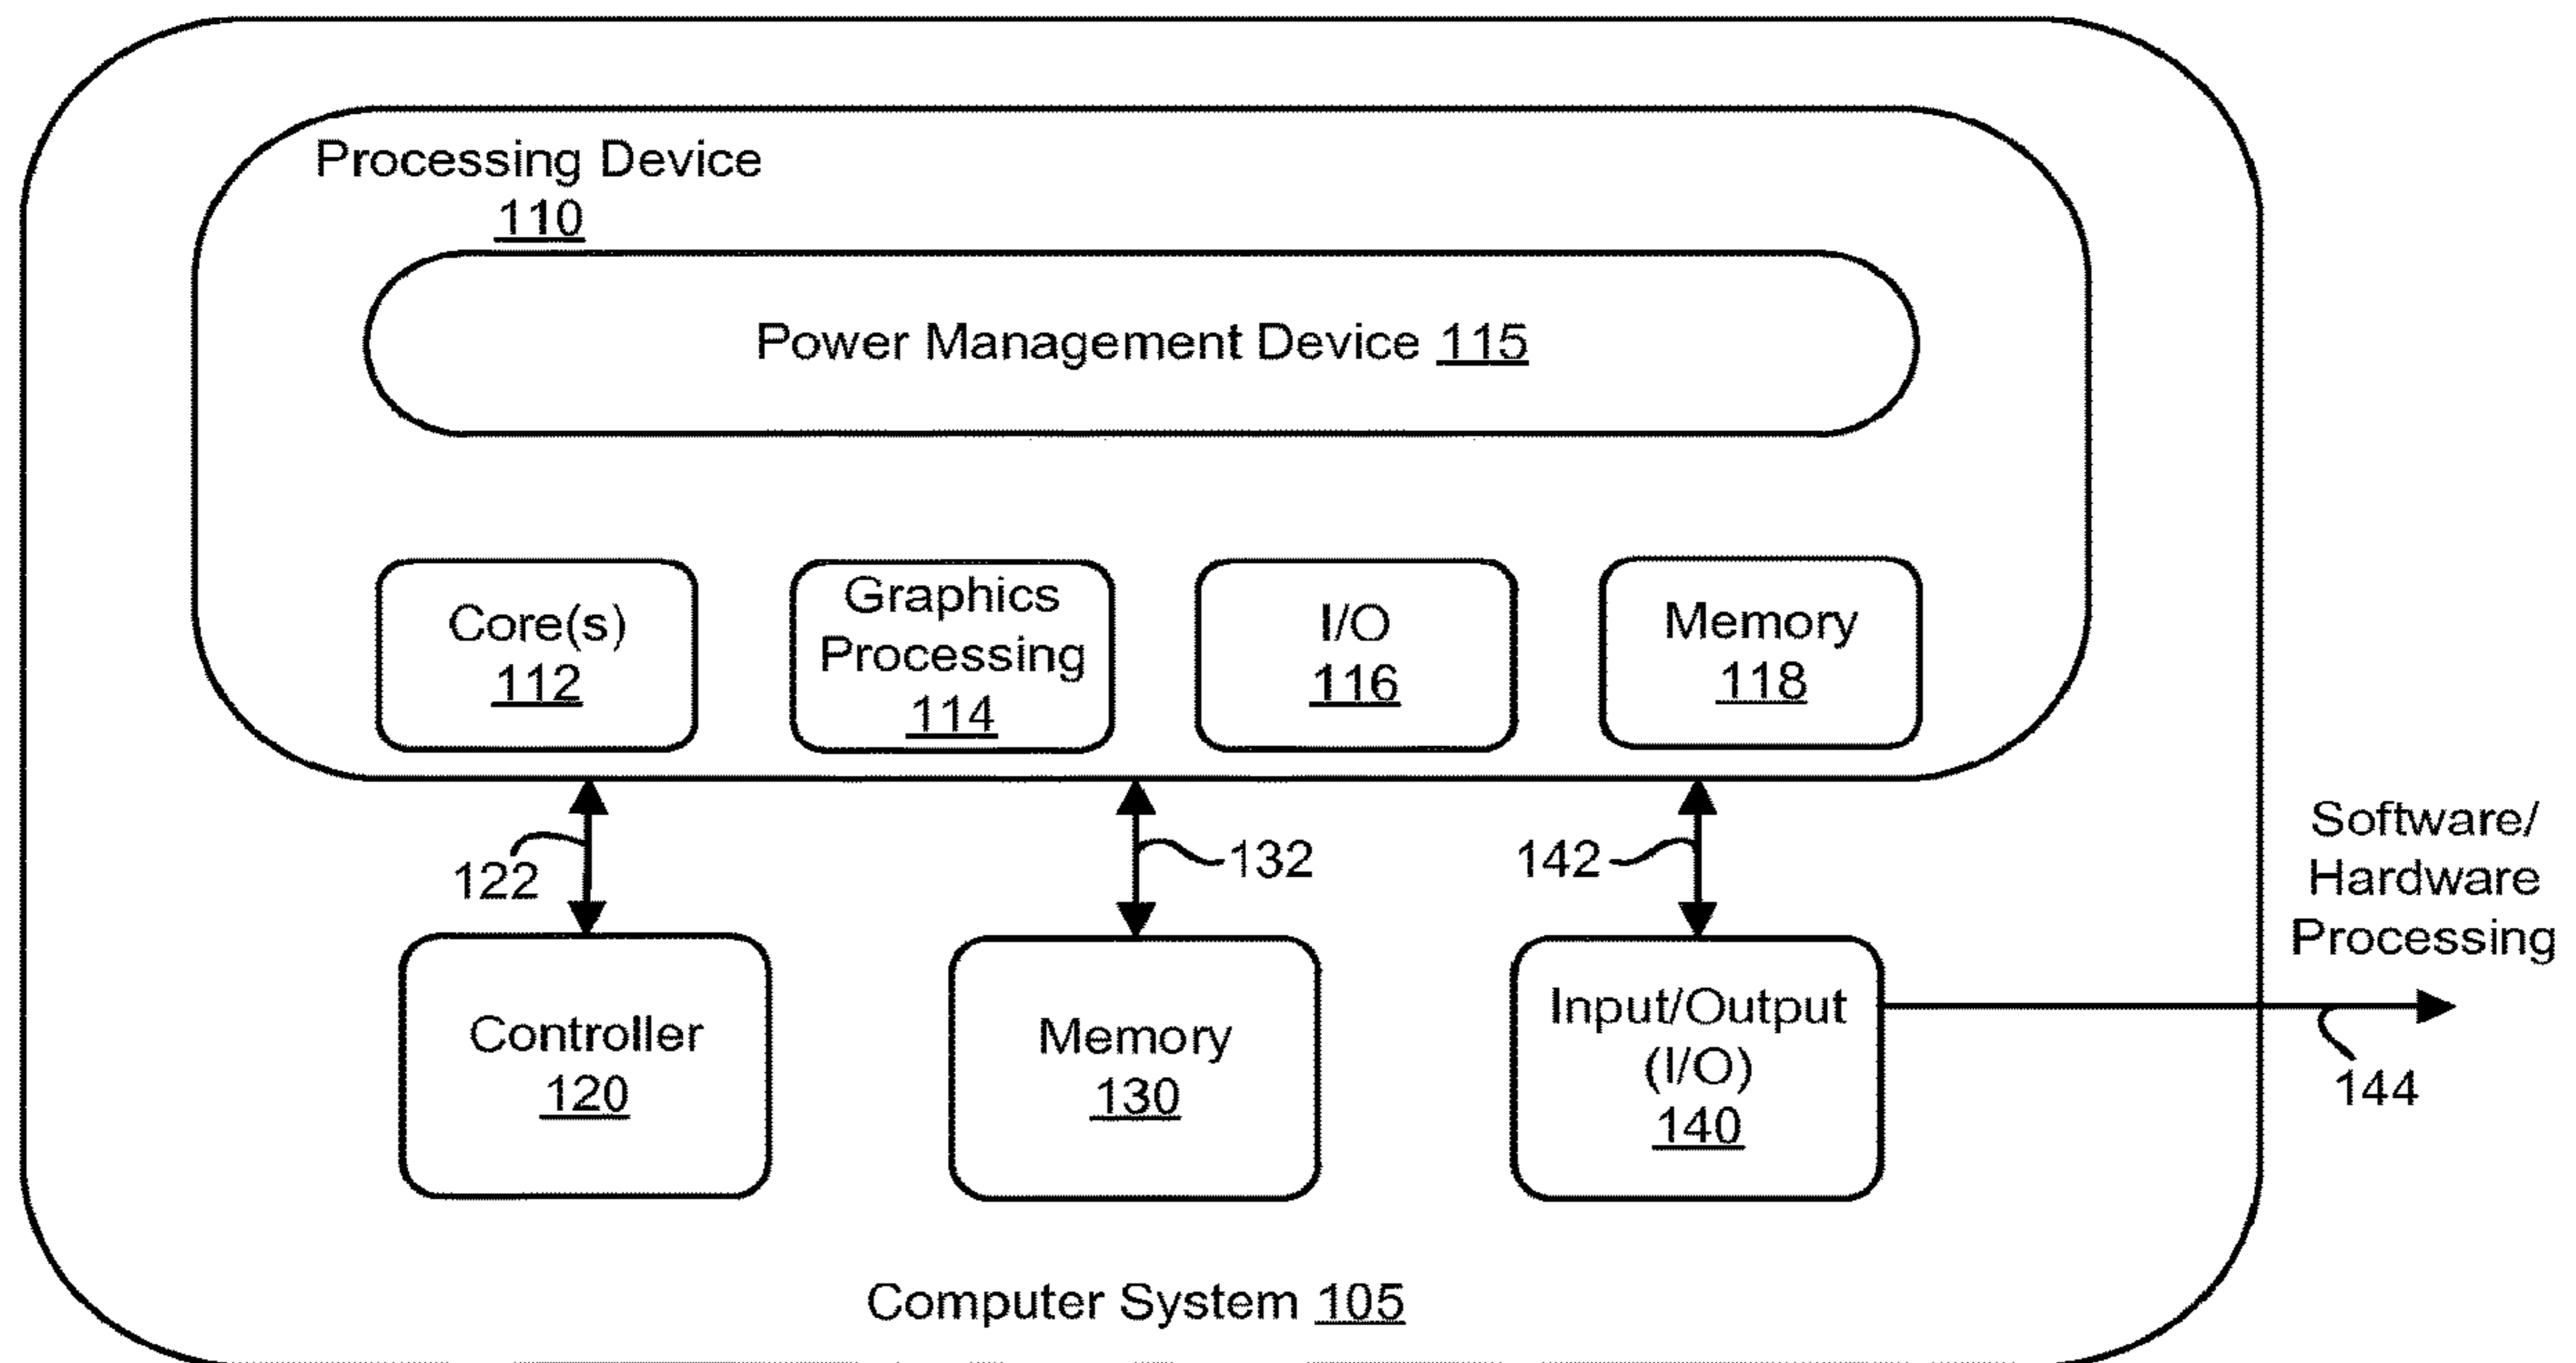 Processing Device
110
Power Management Device 115
Core(s)
112
Graphics
Processing
114
I/O
116
Memory
118
122
132
142
Software/
Hardware
Processing
144
Controller
120
Memory
130
Input/Output
(I/O)
140
Computer System 105